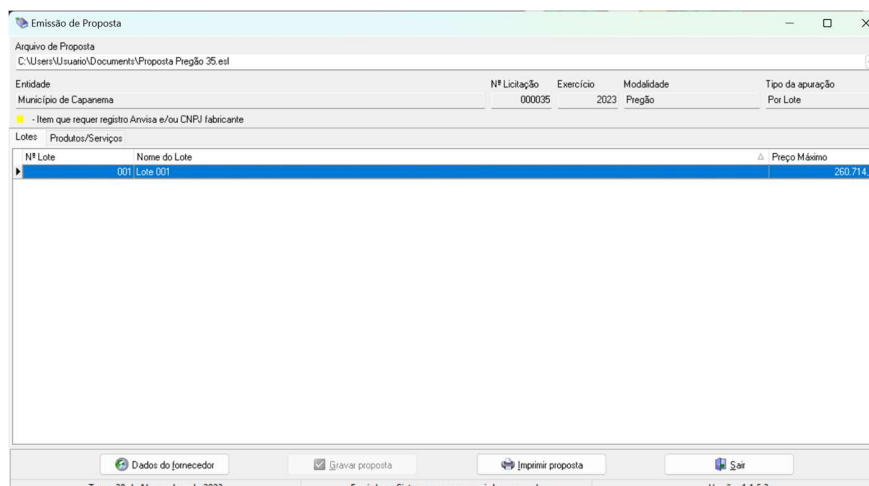 Emissão de Proposta
Arquivo de Proposta
C:\Users\Usuario\Documents\Proposta Pregão 35.esl
Entidade Nº Licitação Exercício Modalidade Tipo da apuração
Município de Capanema 000035 2023 Pregão Por Lote
- Item que requer registro Anvisa e/ou CNPJ fabricante
Lotes Produtos/Serviços
Nº Lote Nome do Lote Preço Máximo
001 Lote 001 260.714,
Dados do fornecedor Gravar proposta Imprimir proposta Sair